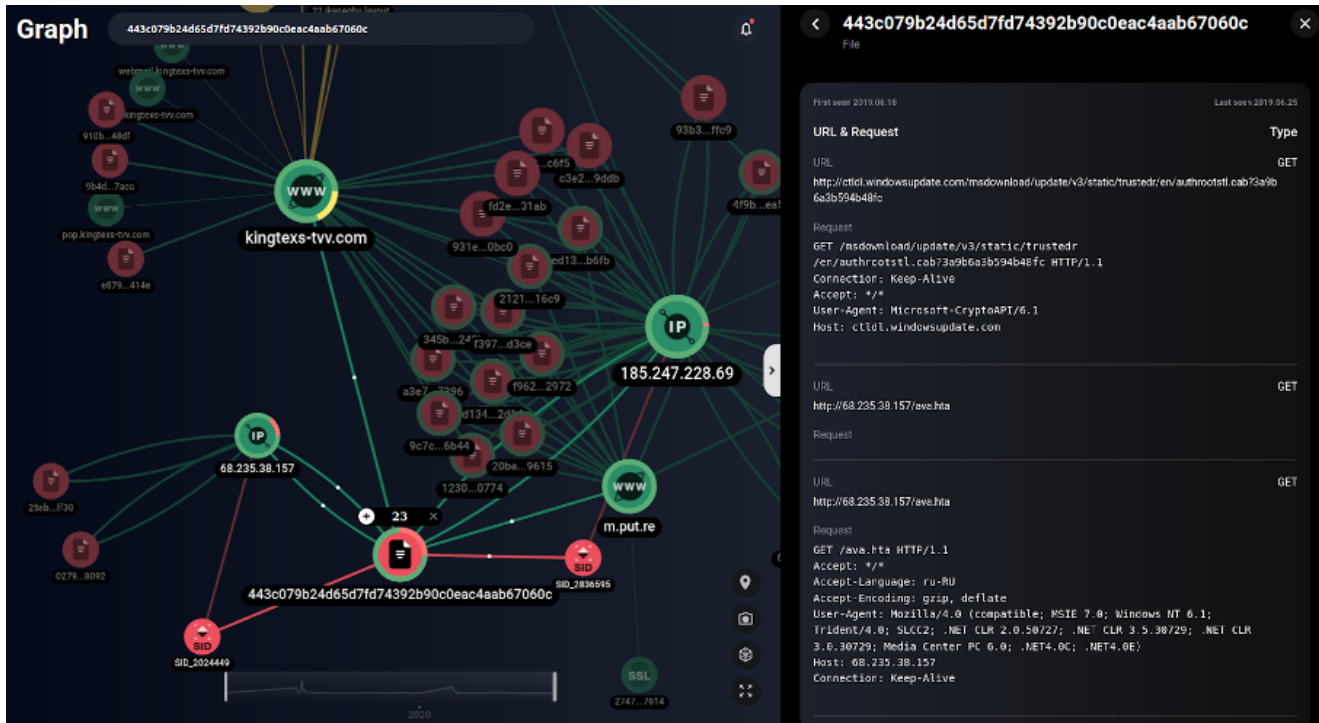 Graph
443c079b24d65d7fd74392b90c0eac4aab67060c
webmail.kingtexs-tvv.com
www
kingtexs-tvv.com
910b...48df
9b4d...7aca
www
pop.kingtexs-tvv.com
e879...414e
www
kingtexs-tvv.com
93b3...ffc9
...c6f5
c3e2...9ddb
fd2e...31ab
4f9b...ea5
931e...0bc0
ed13...b6fb
2121...16c9
345b...24
f397...d3ce
IP
185.247.228.69
a3e7...7396
f962...2972
d134...2d
9c7c...6b44
20be...9615
1230...0774
IP
68.235.38.157
25eb...ff30
0279...8092
www
m.put.re
23
443c079b24d65d7fd74392b90c0eac4aab67060c
SID
SID_2836595
SID
SID_2024449
SSL
2747...7614
2020
443c079b24d65d7fd74392b90c0eac4aab67060c
File
First seen 2019.06.18
Last seen 2019.06.25
URL & Request
Type
URL
GET
http://ctldl.windowsupdate.com/msdownload/update/v3/static/trustedr/en/authrootstl.cab?3a9b
6a3b594b48fc
Request
GET /msdownload/update/v3/static/trustedr
/en/authrootstl.cab?3a9b6a3b594b48fc HTTP/1.1
Connection: Keep-Alive
Accept: */*
User-Agent: Microsoft-CryptoAPI/6.1
Host: ctldl.windowsupdate.com
URL
GET
http://68.235.38.157/ava.hta
Request
URL
GET
http://68.235.38.157/ava.hta
Request
GET /ava.hta HTTP/1.1
Accept: */*
Accept-Language: ru-RU
Accept-Encoding: gzip, deflate
User-Agent: Mozilla/4.0 (compatible; MSIE 7.0; Windows NT 6.1;
Trident/4.0; SLCC2; .NET CLR 2.0.50727; .NET CLR 3.5.30729; .NET CLR
3.0.30729; Media Center PC 6.0; .NET4.0C; .NET4.0E)
Host: 68.235.38.157
Connection: Keep-Alive